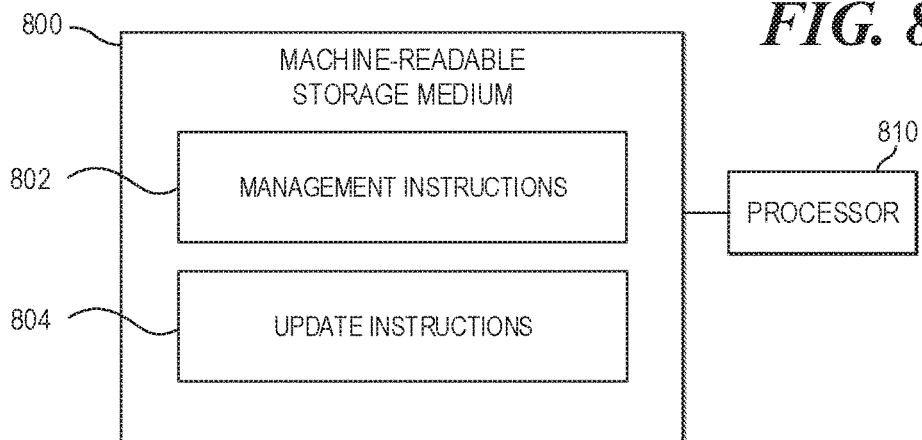 800
FIG. 8
MACHINE-READABLE
STORAGE MEDIUM
810
802
MANAGEMENT INSTRUCTIONS
PROCESSOR
804
UPDATE INSTRUCTIONS